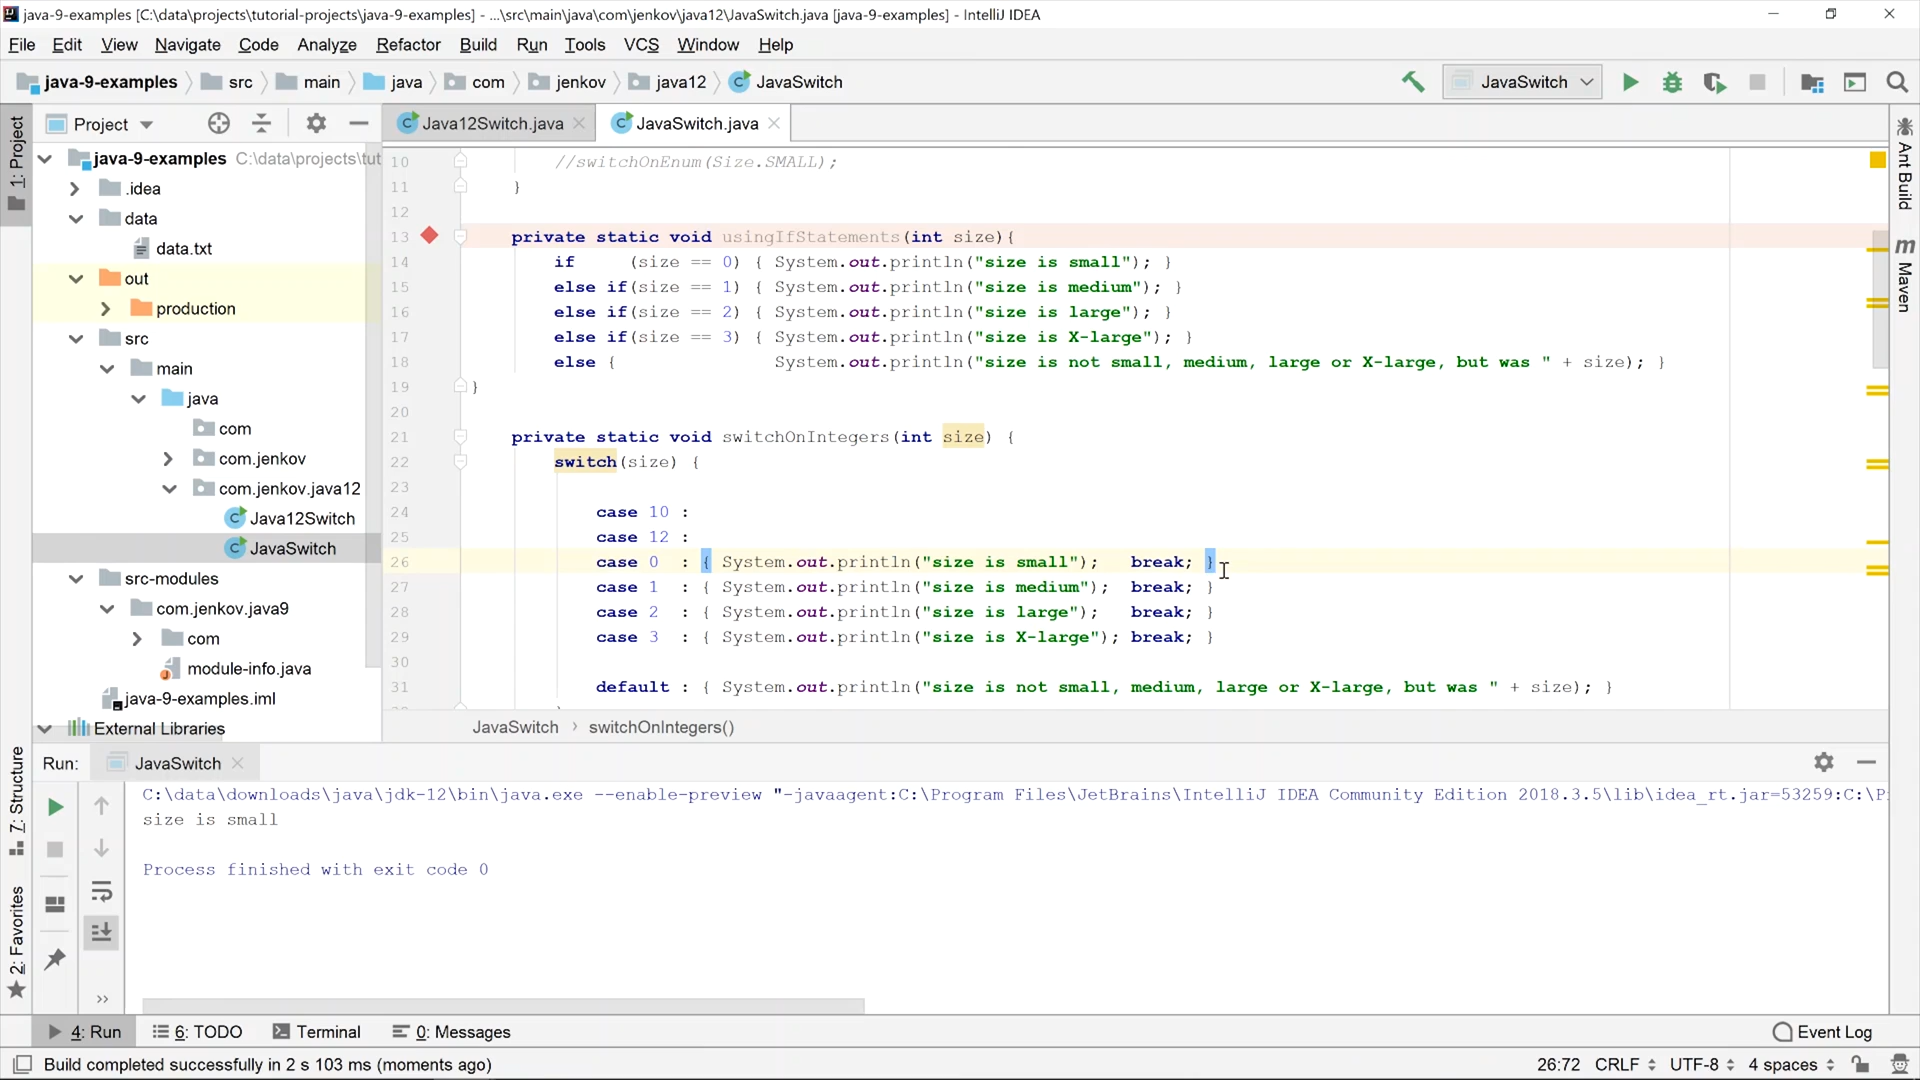 java-9-examples [C:\data\projects\tutorial-projects\java-9-examples] - ...\src\main\java\com\jenkov\java12\JavaSwitch.java [java-9-examples] - IntelliJ IDEA
File Edit View Navigate Code Analyze Refactor Build Run Tools VCS Window Help
java-9-examples src main java com jenkov java12 JavaSwitch JavaSwitch
1: Project
Project
java-9-examples C:\data\projects\tut
.idea
data
data.txt
out
production
src
main
java
com
com.jenkov
com.jenkov.java12
Java12Switch
JavaSwitch
src-modules
com.jenkov.java9
com
module-info.java
java-9-examples.iml
External Libraries
Java12Switch.java JavaSwitch.java
10 //switchOnEnum(Size.SMALL);
11 }
12
13 private static void usingIfStatements(int size){
14 if (size == 0) { System.out.println("size is small"); }
15 else if(size == 1) { System.out.println("size is medium"); }
16 else if(size == 2) { System.out.println("size is large"); }
17 else if(size == 3) { System.out.println("size is X-large"); }
18 else { System.out.println("size is not small, medium, large or X-large, but was " + size); }
19 }
20
21 private static void switchOnIntegers(int size) {
22 switch(size) {
23
24 case 10 :
25 case 12 :
26 case 0 : { System.out.println("size is small"); break; }
27 case 1 : { System.out.println("size is medium"); break; }
28 case 2 : { System.out.println("size is large"); break; }
29 case 3 : { System.out.println("size is X-large"); break; }
30
31 default : { System.out.println("size is not small, medium, large or X-large, but was " + size); }
JavaSwitch › switchOnIntegers()
Ant Build
Maven
7: Structure
2: Favorites
Run: JavaSwitch
C:\data\downloads\java\jdk-12\bin\java.exe --enable-preview "-javaagent:C:\Program Files\JetBrains\IntelliJ IDEA Community Edition 2018.3.5\lib\idea_rt.jar=53259:C:\P
size is small
Process finished with exit code 0
4: Run 6: TODO Terminal 0: Messages Event Log
Build completed successfully in 2 s 103 ms (moments ago) 26:72 CRLF UTF-8 4 spaces